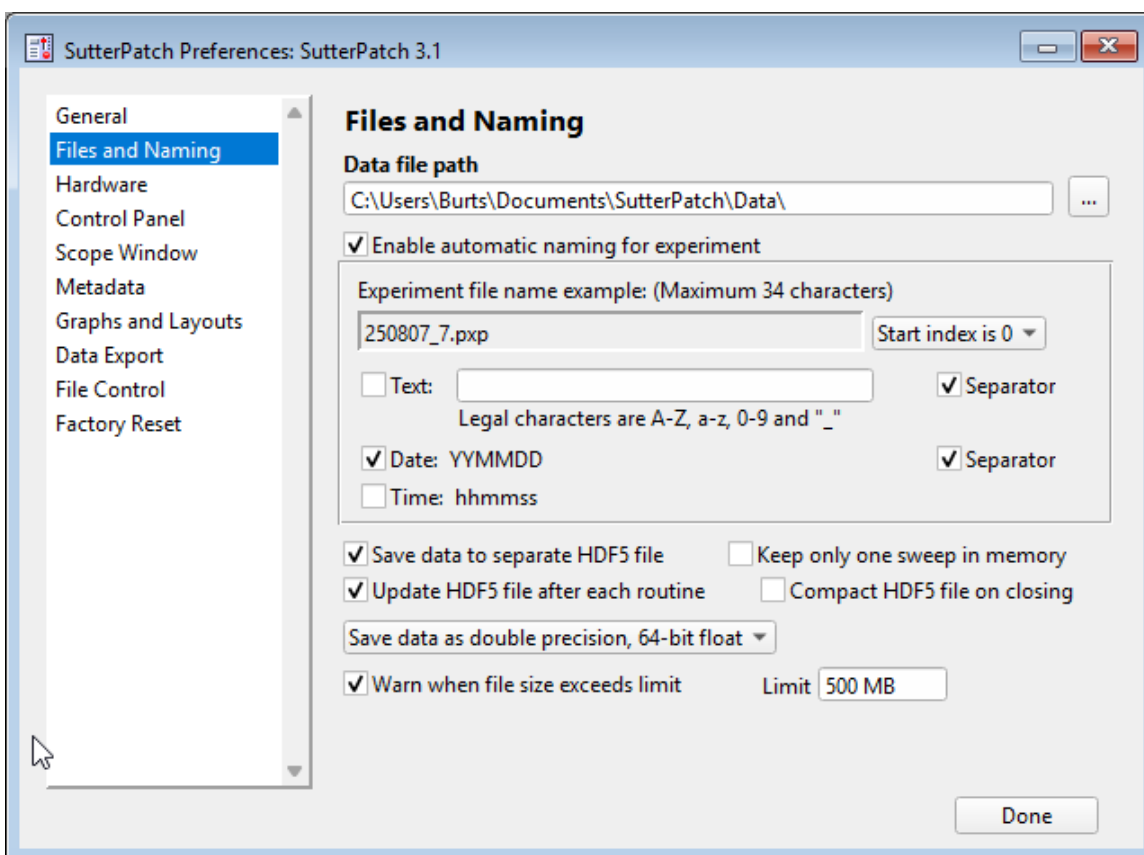 SutterPatch Preferences: SutterPatch 3.1
General
Files and Naming
Hardware
Control Panel
Scope Window
Metadata
Graphs and Layouts
Data Export
File Control
Factory Reset
Files and Naming
Data file path
C:\Users\Burts\Documents\SutterPatch\Data\
...
Enable automatic naming for experiment
Experiment file name example: (Maximum 34 characters)
250807_7.pxp
Start index is 0
Text:
Separator
Legal characters are A-Z, a-z, 0-9 and "_"
Date: YYMMDD
Separator
Time: hhmmss
Save data to separate HDF5 file
Keep only one sweep in memory
Update HDF5 file after each routine
Compact HDF5 file on closing
Save data as double precision, 64-bit float
Warn when file size exceeds limit
Limit 500 MB
Done